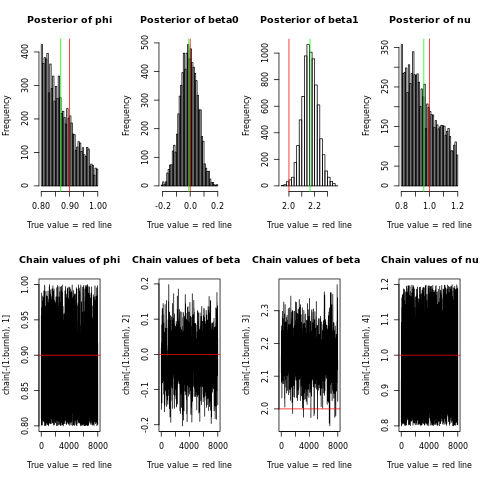 Posterior of phi
Posterior of beta0
Posterior of beta1
Posterior of nu
Frequency
0 100 200 300 400
0.80 0.90 1.00
True value = red line
Frequency
0 100 200 300 400 500
-0.2 0.0 0.2
True value = red line
Frequency
0 200 400 600 800 1000
2.0 2.2
True value = red line
Frequency
0 50 150 250 350
0.8 1.0 1.2
True value = red line
Chain values of phi
Chain values of beta
Chain values of beta
Chain values of nu
chain[-(1:burnIn), 1]
0.80 0.85 0.90 0.95 1.00
0 4000 8000
True value = red line
chain[-(1:burnIn), 2]
-0.2 -0.1 0.0 0.1 0.2
0 4000 8000
True value = red line
chain[-(1:burnIn), 3]
2.0 2.1 2.2 2.3
0 4000 8000
True value = red line
chain[-(1:burnIn), 4]
0.8 0.9 1.0 1.1 1.2
0 4000 8000
True value = red line